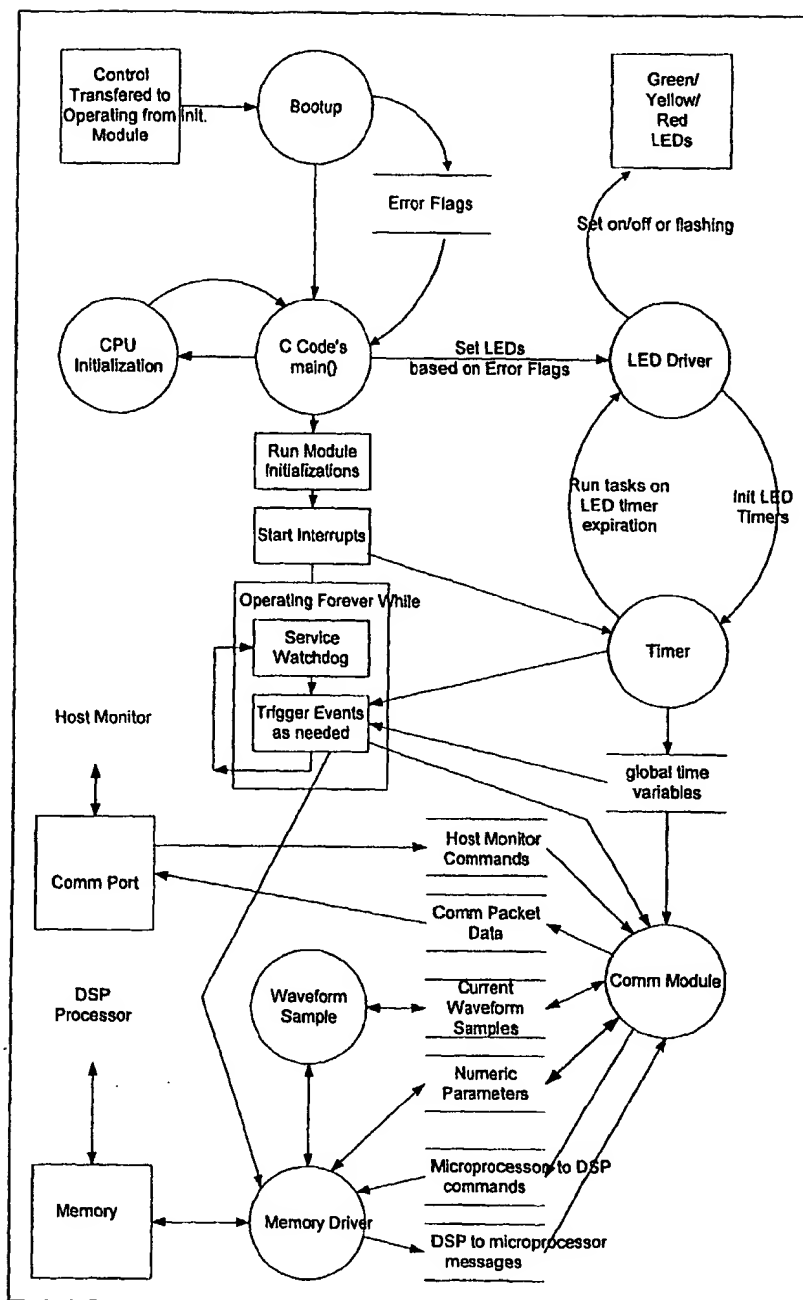 Control
Transfered to
Operating from Init.
Module
Bootup
Green/
Yellow/
Red
LEDs
Error Flags
Set on/off or flashing
CPU
Initialization
C Code's
main()
Set LEDs
based on Error Flags
LED Driver
Run Module
Initializations
Run tasks on
LED timer
expiration
Init LED
Timers
Start Interrupts
Operating Forever While
Service
Watchdog
Timer
Trigger Events
as needed
Host Monitor
global time
variables
Comm Port
Host Monitor
Commands
Comm Packet
Data
DSP
Processor
Waveform
Sample
Current
Waveform
Samples
Comm Module
Numeric
Parameters
Memory
Memory Driver
Microprocessor to DSP
commands
DSP to microprocessor
messages